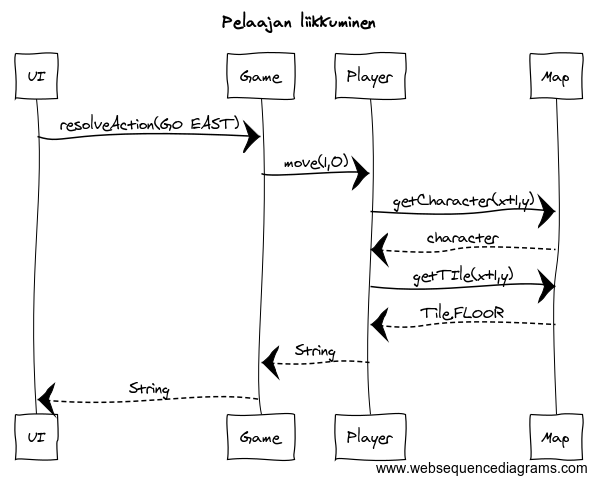 Pelaajan liikkuminen
UI Game Player Map
resolveAction(GO EAST)
move(1,0)
getCharacter(x+1,y)
character
getTIle(x+1,y)
Tile.FLOOR
String
String
UI Game Player Map
www.websequencediagrams.com